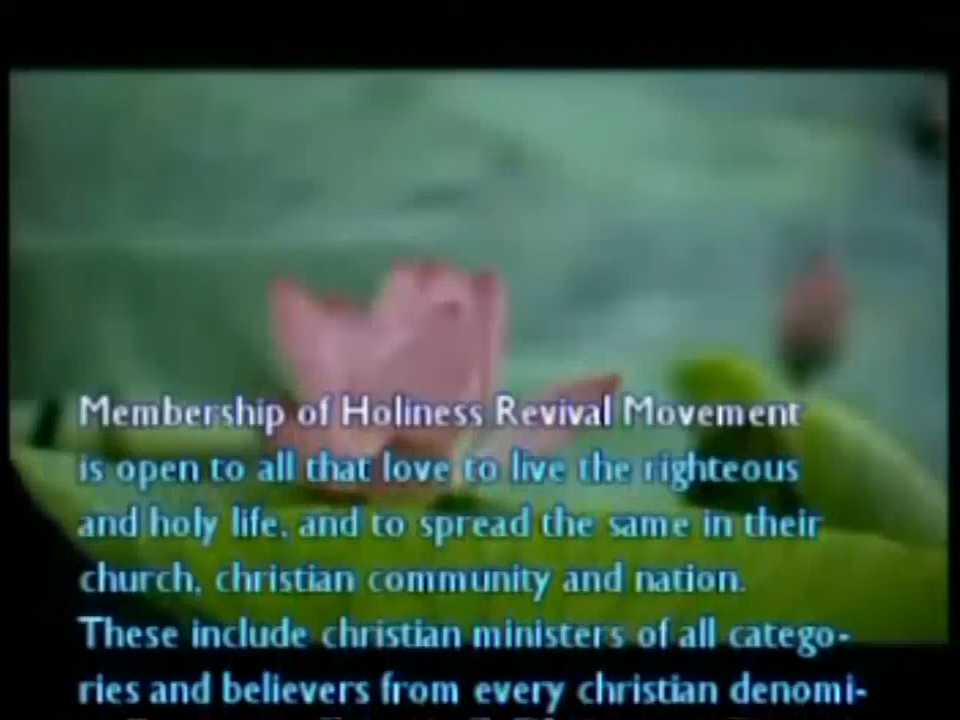 Membership of Holiness Revival Movement
is open to all that love to live the righteous
and holy life, and to spread the same in their
church, christian community and nation.
These include christian ministers of all catego-
ries and believers from every christian denomi-